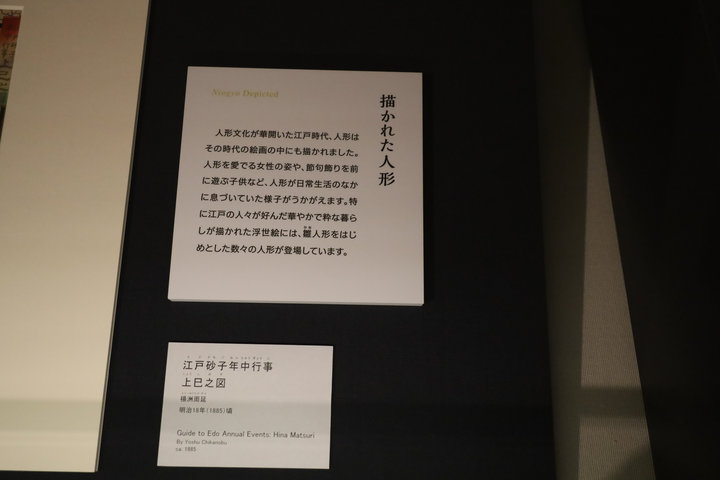 Ningyo Depicted
描かれた人形
人形文化が華開いた江戸時代、人形は
その時代の絵画の中にも描かれました。
人形を愛でる女性の姿や、節句飾りを前
に遊ぶ子供など、人形が日常生活のなか
に息づいていた様子がうかがえます。特
に江戸の人々が好んだ華やかで粋な暮ら
しが描かれた浮世絵には、雛人形をはじ
めとした数々の人形が登場しています。
江戸砂子年中行事
上巳之図
楊洲周延
明治18年(1885)頃
Guide to Edo Annual Events: Hina Matsuri
By Yoshu Chikanobu
ca. 1885